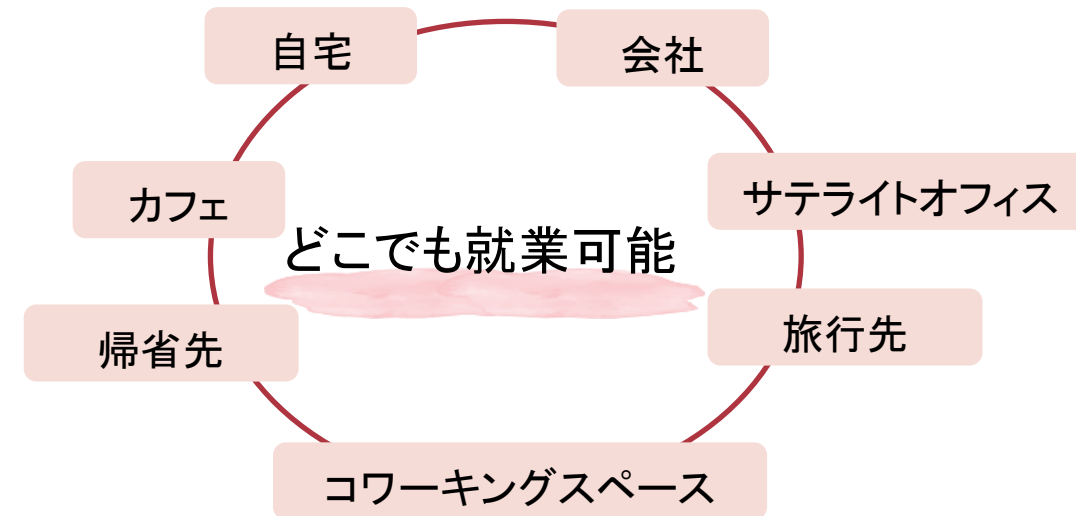 自宅
会社
カフェ
サテライトオフィス
どこでも就業可能
帰省先
旅行先
コワーキングスペース